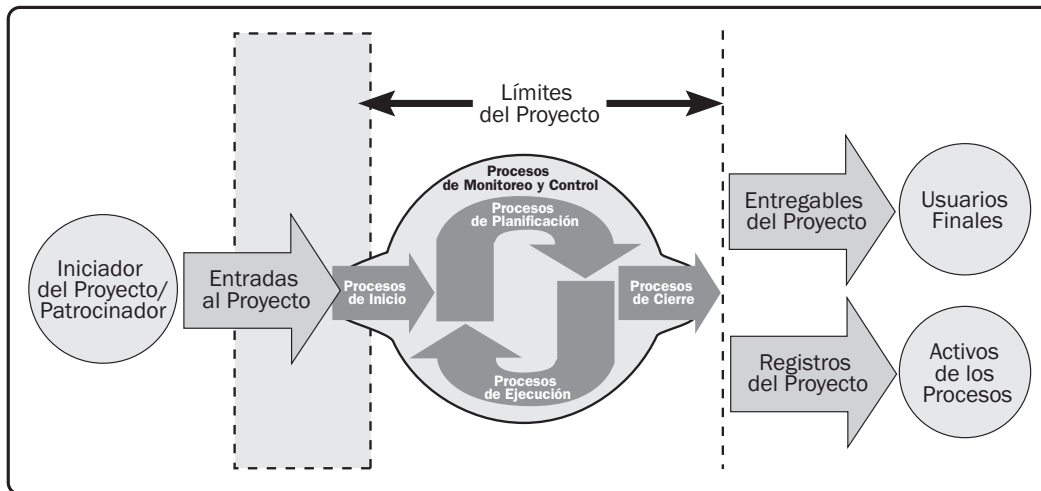 Límites
del Proyecto
Iniciador
del Proyecto/
Patrocinador
Entradas
al Proyecto
Procesos
de Inicio
Procesos
de Monitoreo y Control
Procesos
de Planificación
Procesos
de Ejecución
Procesos
de Cierre
Entregables
del Proyecto
Usuarios
Finales
Registros
del Proyecto
Activos
de los
Procesos